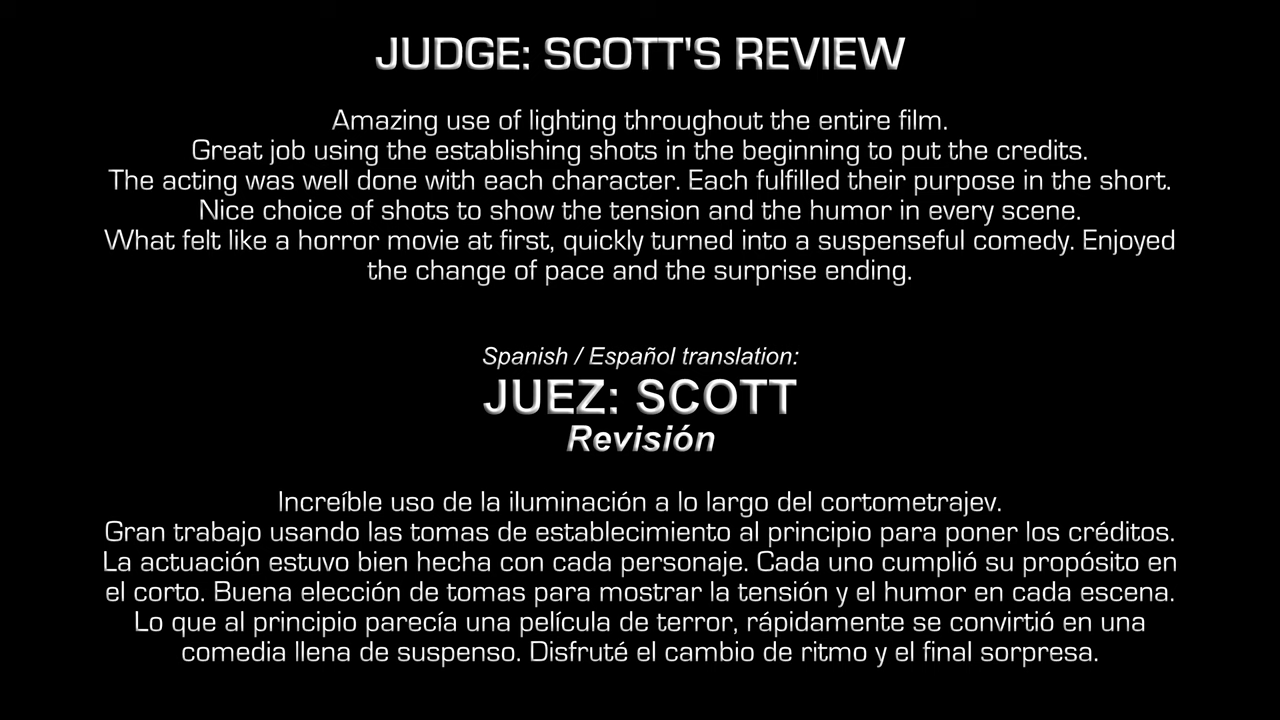 JUDGE: SCOTT'S REVIEW
Amazing use of lighting throughout the entire film.
Great job using the establishing shots in the beginning to put the credits.
The acting was well done with each character. Each fulfilled their purpose in the short.
Nice choice of shots to show the tension and the humor in every scene.
What felt like a horror movie at first, quickly turned into a suspenseful comedy. Enjoyed
the change of pace and the surprise ending.
Spanish / Español translation:
JUEZ: SCOTT
Revisión
Increíble uso de la iluminación a lo largo del cortometrajev.
Gran trabajo usando las tomas de establecimiento al principio para poner los créditos.
La actuación estuvo bien hecha con cada personaje. Cada uno cumplió su propósito en
el corto. Buena elección de tomas para mostrar la tensión y el humor en cada escena.
Lo que al principio parecía una película de terror, rápidamente se convirtió en una
comedia llena de suspenso. Disfruté el cambio de ritmo y el final sorpresa.